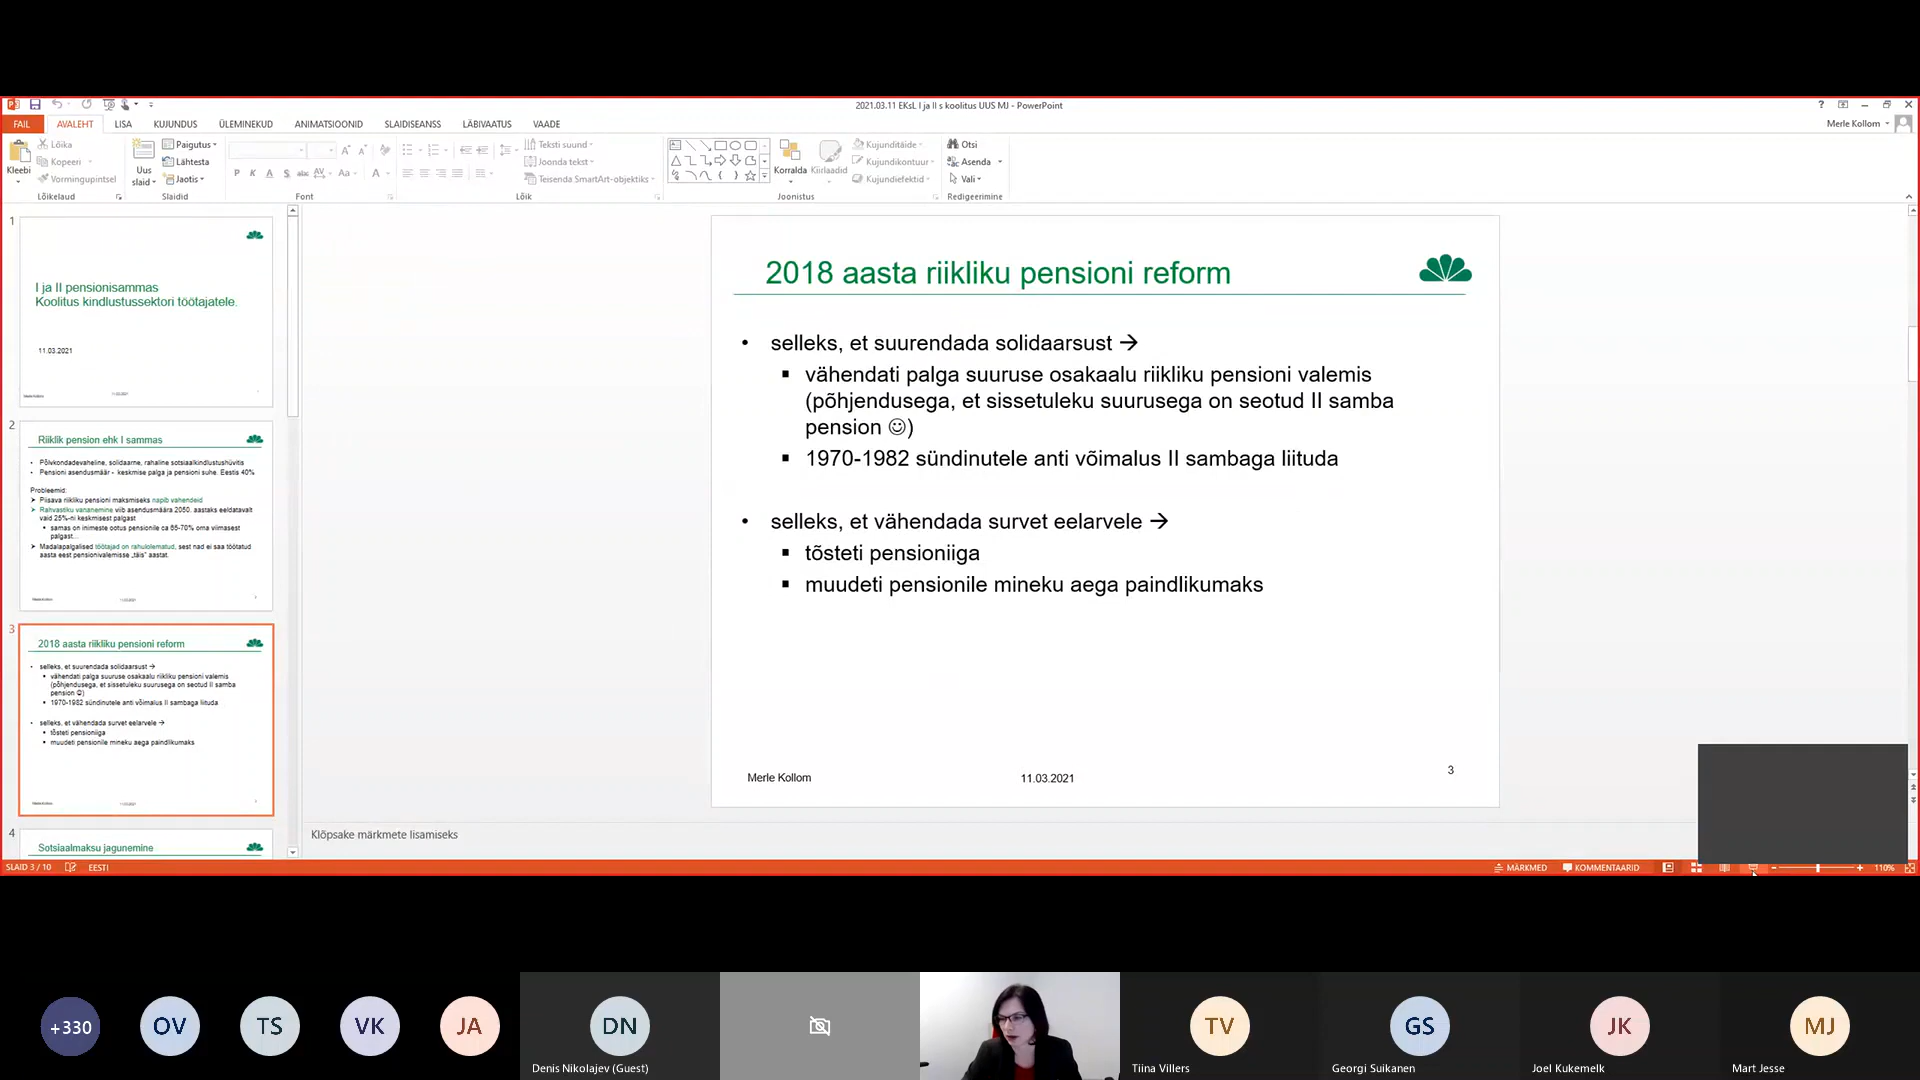 2021.03.11 EKsL I ja II s koolitus UUS MJ - PowerPoint
FAIL AVALEHT LISA KUJUNDUS ÜLEMINEKUD ANIMATSIOONID SLAIDISEANSS LÄBIVAATUS VAADE
Merle Kollom
Kleebi
Lõika
Kopeeri
Vormingupintsel
Lõikelaud
Uus slaid
Paigutus
Lähtesta
Jaotis
Slaidid
Font
Teksti suund
Joonda tekst
Teisenda SmartArt-objektiks
Lõik
Korralda
Kiirlaadid
Kujunditäide
Kujundikontuur
Kujundiefektid
Joonistus
Otsi
Asenda
Vali
Redigeerimine
1
I ja II pensionisammas
Koolitus kindlustussektori töötajatele.
11.03.2021
2
Riiklik pension ehk I sammas
Põlvkondadevaheline, solidaarne, rahaline sotsiaalkindlustushüvitis
Pensioni asendusmäär - keskmise palga ja pensioni suhe. Eestis 40%
Probleemid:
Piisava riikliku pensioni maksmiseks napib vahendeid
Rahvastiku vananemine viib asendusmäära 2050. aastaks eeldatavalt
vaid 25%-ni keskmisest palgast
samas on inimeste ootus pensionile ca 65-70% oma viimasest
palgast...
Madalapalgalised töötajad on rahulolematud, sest nad ei saa töötatud
aasta eest pensionivalemisse „täis” aastat.
3
2018 aasta riikliku pensioni reform
selleks, et suurendada solidaarsust →
vähendati palga suuruse osakaalu riikliku pensioni valemis
(põhjendusega, et sissetuleku suurusega on seotud II samba
pension ☺)
1970-1982 sündinutele anti võimalus II sambaga liituda
selleks, et vähendada survet eelarvele →
tõsteti pensioniiga
muudeti pensionile mineku aega paindlikumaks
4
Sotsiaalmaksu jagunemine
2018 aasta riikliku pensioni reform
• selleks, et suurendada solidaarsust →
▪ vähendati palga suuruse osakaalu riikliku pensioni valemis
(põhjendusega, et sissetuleku suurusega on seotud II samba
pension ☺)
▪ 1970-1982 sündinutele anti võimalus II sambaga liituda
• selleks, et vähendada survet eelarvele →
▪ tõsteti pensioniiga
▪ muudeti pensionile mineku aega paindlikumaks
Merle Kollom 11.03.2021 3
Klõpsake märkmete lisamiseks
SLAID 3 / 10 EESTI MÄRKMED KOMMENTAARID 110%
+330 OV TS VK JA DN TV GS JK MJ
Denis Nikolajev (Guest) Tiina Villers Georgi Suikanen Joel Kukemelk Mart Jesse